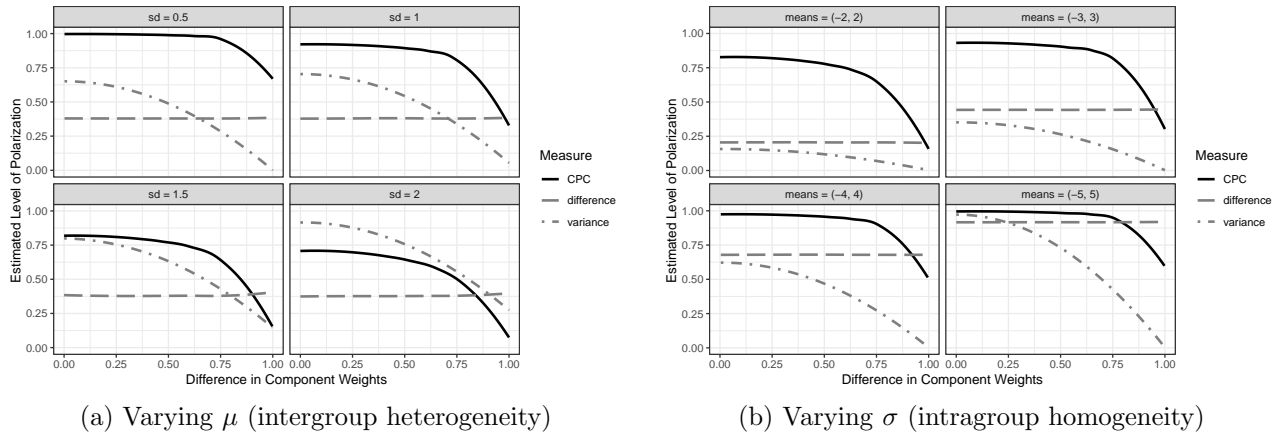 sd = 0.5
sd = 1
sd = 1.5
sd = 2
Estimated Level of Polarization
1.00
0.75
0.50
0.25
0.00
1.00
0.75
0.50
0.25
0.00
0.00 0.25 0.50 0.75 1.00 0.00 0.25 0.50 0.75 1.00
Difference in Component Weights
Measure
CPC
difference
variance
(a) Varying μ (intergroup heterogeneity)
means = (-2, 2)
means = (-3, 3)
means = (-4, 4)
means = (-5, 5)
Estimated Level of Polarization
1.00
0.75
0.50
0.25
0.00
1.00
0.75
0.50
0.25
0.00
0.00 0.25 0.50 0.75 1.00 0.00 0.25 0.50 0.75 1.00
Difference in Component Weights
Measure
CPC
difference
variance
(b) Varying σ (intragroup homogeneity)